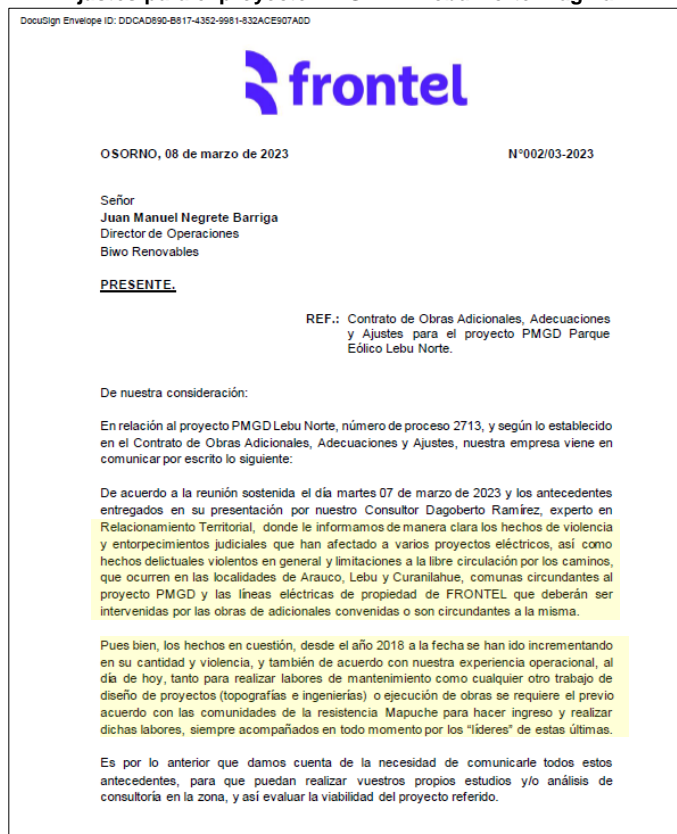 DocuSign Envelope ID: DDCAD890-B817-4352-9981-832ACE907A0D
frontel
OSORNO, 08 de marzo de 2023 N°002/03-2023
Señor
Juan Manuel Negrete Barriga
Director de Operaciones
Biwo Renovables
PRESENTE.
REF.: Contrato de Obras Adicionales, Adecuaciones
y Ajustes para el proyecto PMGD Parque
Eólico Lebu Norte.
De nuestra consideración:
En relación al proyecto PMGD Lebu Norte, número de proceso 2713, y según lo establecido
en el Contrato de Obras Adicionales, Adecuaciones y Ajustes, nuestra empresa viene en
comunicar por escrito lo siguiente:
De acuerdo a la reunión sostenida el día martes 07 de marzo de 2023 y los antecedentes
entregados en su presentación por nuestro Consultor Dagoberto Ramírez, experto en
Relacionamiento Territorial, donde le informamos de manera clara los hechos de violencia
y entorpecimientos judiciales que han afectado a varios proyectos eléctricos, así como
hechos delictuales violentos en general y limitaciones a la libre circulación por los caminos,
que ocurren en las localidades de Arauco, Lebu y Curanilahue, comunas circundantes al
proyecto PMGD y las líneas eléctricas de propiedad de FRONTEL que deberán ser
intervenidas por las obras de adicionales convenidas o son circundantes a la misma.
Pues bien, los hechos en cuestión, desde el año 2018 a la fecha se han ido incrementando
en su cantidad y violencia, y también de acuerdo con nuestra experiencia operacional, al
día de hoy, tanto para realizar labores de mantenimiento como cualquier otro trabajo de
diseño de proyectos (topografías e ingenierías) o ejecución de obras se requiere el previo
acuerdo con las comunidades de la resistencia Mapuche para hacer ingreso y realizar
dichas labores, siempre acompañados en todo momento por los “líderes” de estas últimas.
Es por lo anterior que damos cuenta de la necesidad de comunicarle todos estos
antecedentes, para que puedan realizar vuestros propios estudios y/o análisis de
consultoría en la zona, y así evaluar la viabilidad del proyecto referido.